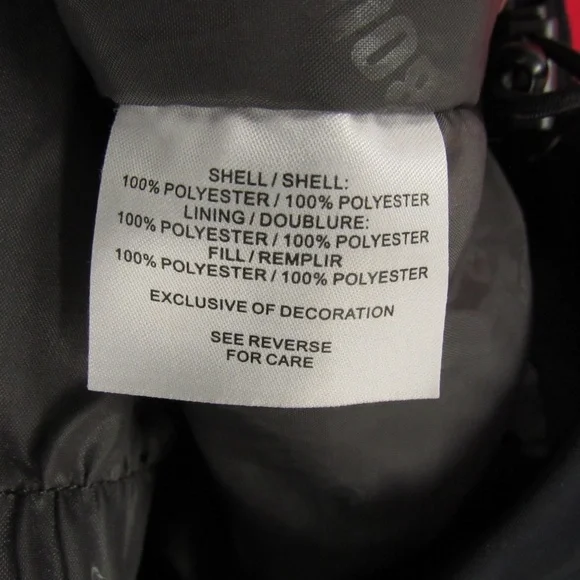 SHELL / SHELL:
100% POLYESTER / 100% POLYESTER
LINING / DOUBLURE:
100% POLYESTER / 100% POLYESTER
FILL / REMPLIR
100% POLYESTER / 100% POLYESTER
EXCLUSIVE OF DECORATION
SEE REVERSE
FOR CARE